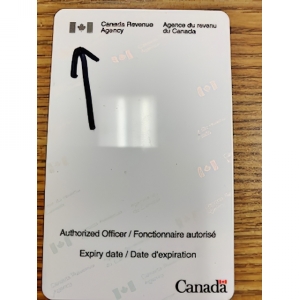 Canada Revenue Agence du revenu
Agency du Canada
Authorized Officer / Fonctionnaire autorisé
Expiry date / Date d'expiration
Canada